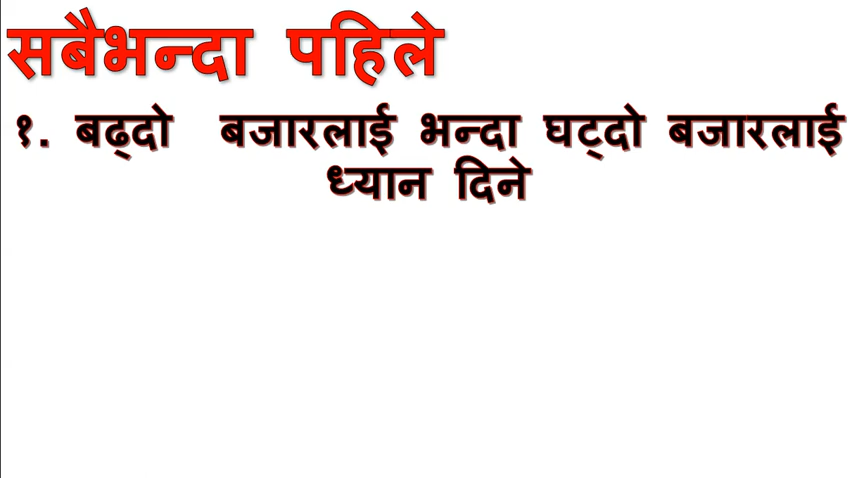 सबैभन्दा पहिले
१. बढ्दो बजारलाई भन्दा घट्दो बजारलाई
ध्यान दिने